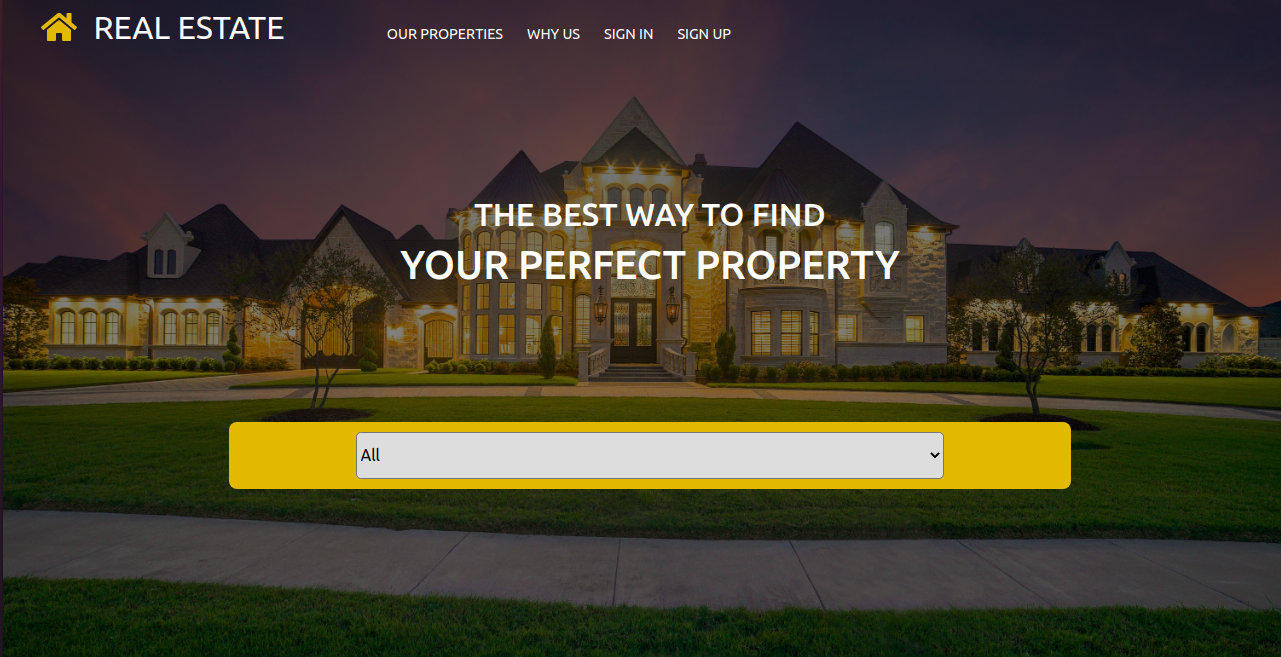 REAL ESTATE
OUR PROPERTIES WHY US SIGN IN SIGN UP
THE BEST WAY TO FIND
YOUR PERFECT PROPERTY
All